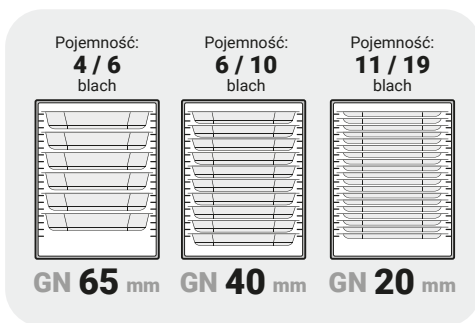 Pojemność:
4 / 6
blach
Pojemność:
6 / 10
blach
Pojemność:
11 / 19
blach
GN 65 mm
GN 40 mm
GN 20 mm